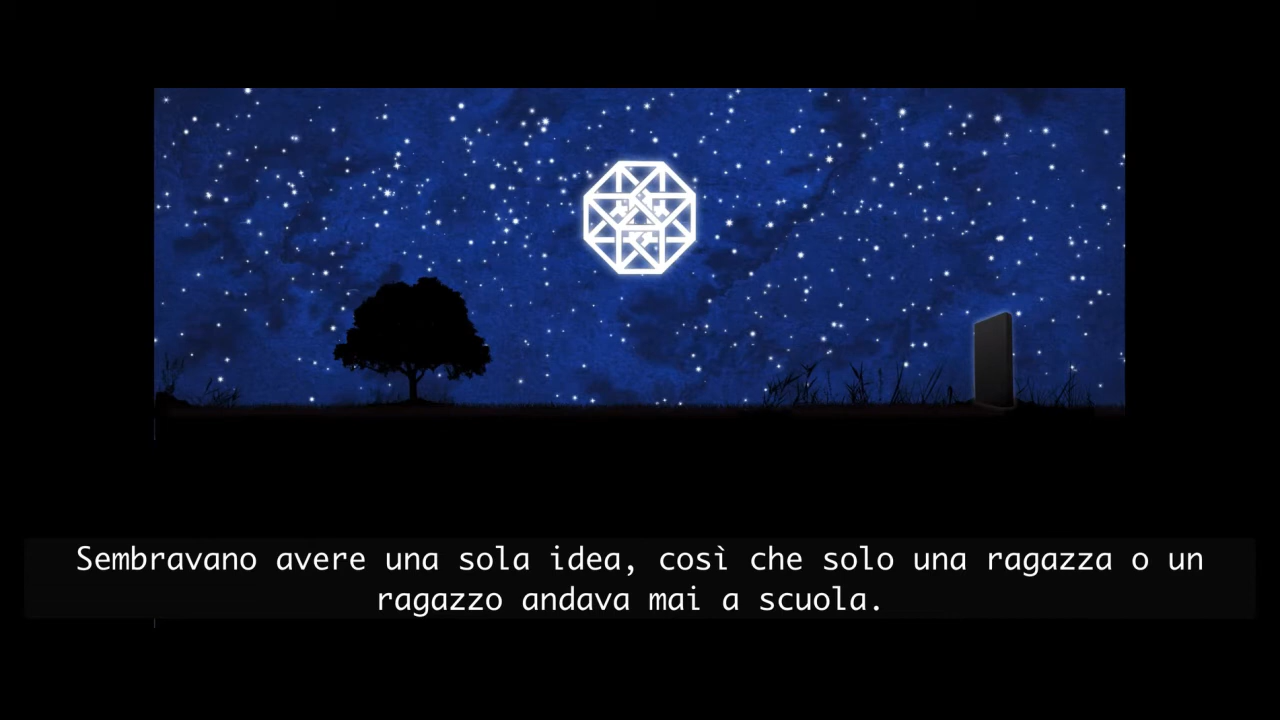 Sembravano avere una sola idea, così che solo una ragazza o un
ragazzo andava mai a scuola.